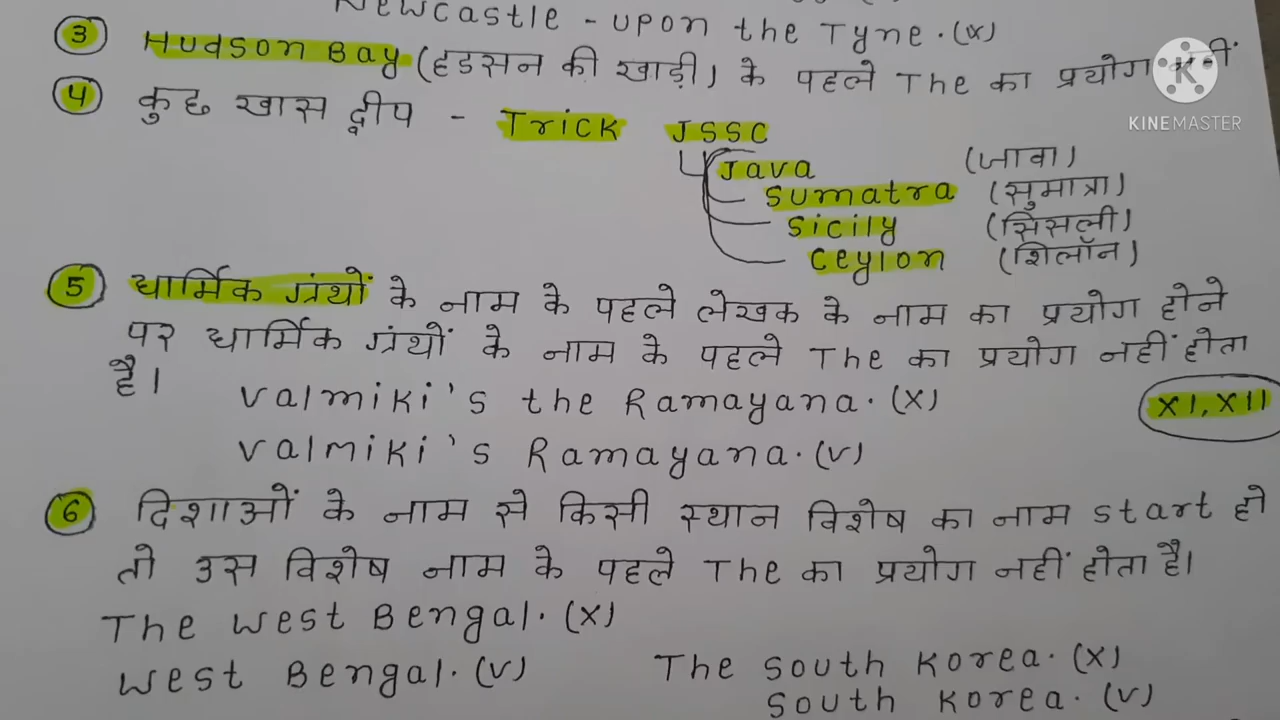 Newcastle - upon the Tyne. (x)
③ Hudson Bay (हडसन की खाड़ी) के पहले The का प्रयोग नहीं
④ कुछ खास द्वीप - Trick JSSC
Java (जावा)
Sumatra (सुमात्रा)
Sicily (सिसली)
Ceylon (शिलॉन)
⑤ धार्मिक ग्रंथों के नाम के पहले लेखक के नाम का प्रयोग होने
पर धार्मिक ग्रंथों के नाम के पहले The का प्रयोग नहीं होता
है।
Valmiki's the Ramayana. (x)
XI, XII
Valmiki's Ramayana. (v)
⑥ दिशाओं के नाम से किसी स्थान विशेष का नाम start हो
तो उस विशेष नाम के पहले The का प्रयोग नहीं होता है।
The West Bengal. (x)
West Bengal. (v)
The South Korea. (x)
South Korea. (v)
K
KINEMASTER